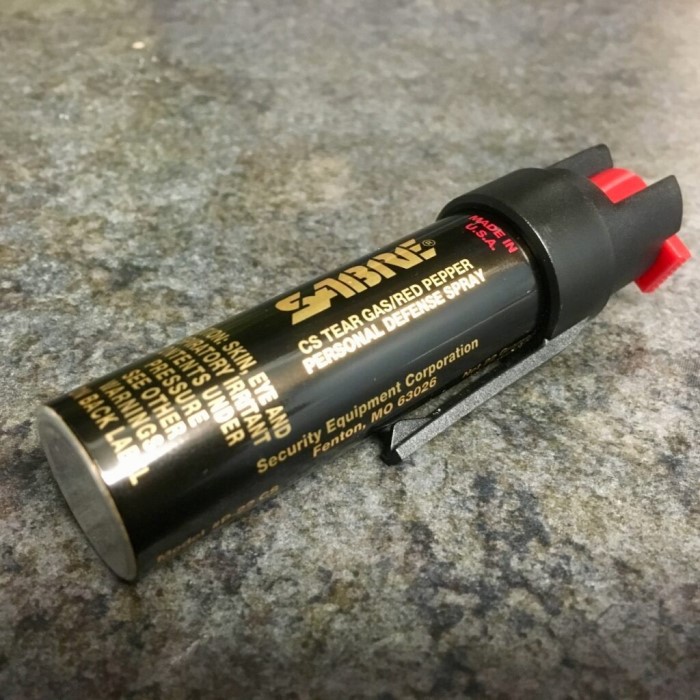 SABRE®
MADE IN
U.S.A.
CS TEAR GAS/RED PEPPER
PERSONAL DEFENSE SPRAY
Security Equipment Corporation
Fenton, MO 63026
SKIN, EYE AND
IRRITANT
UNDER
PRESSURE
SEE OTHER
WARNINGS
BACK LABEL